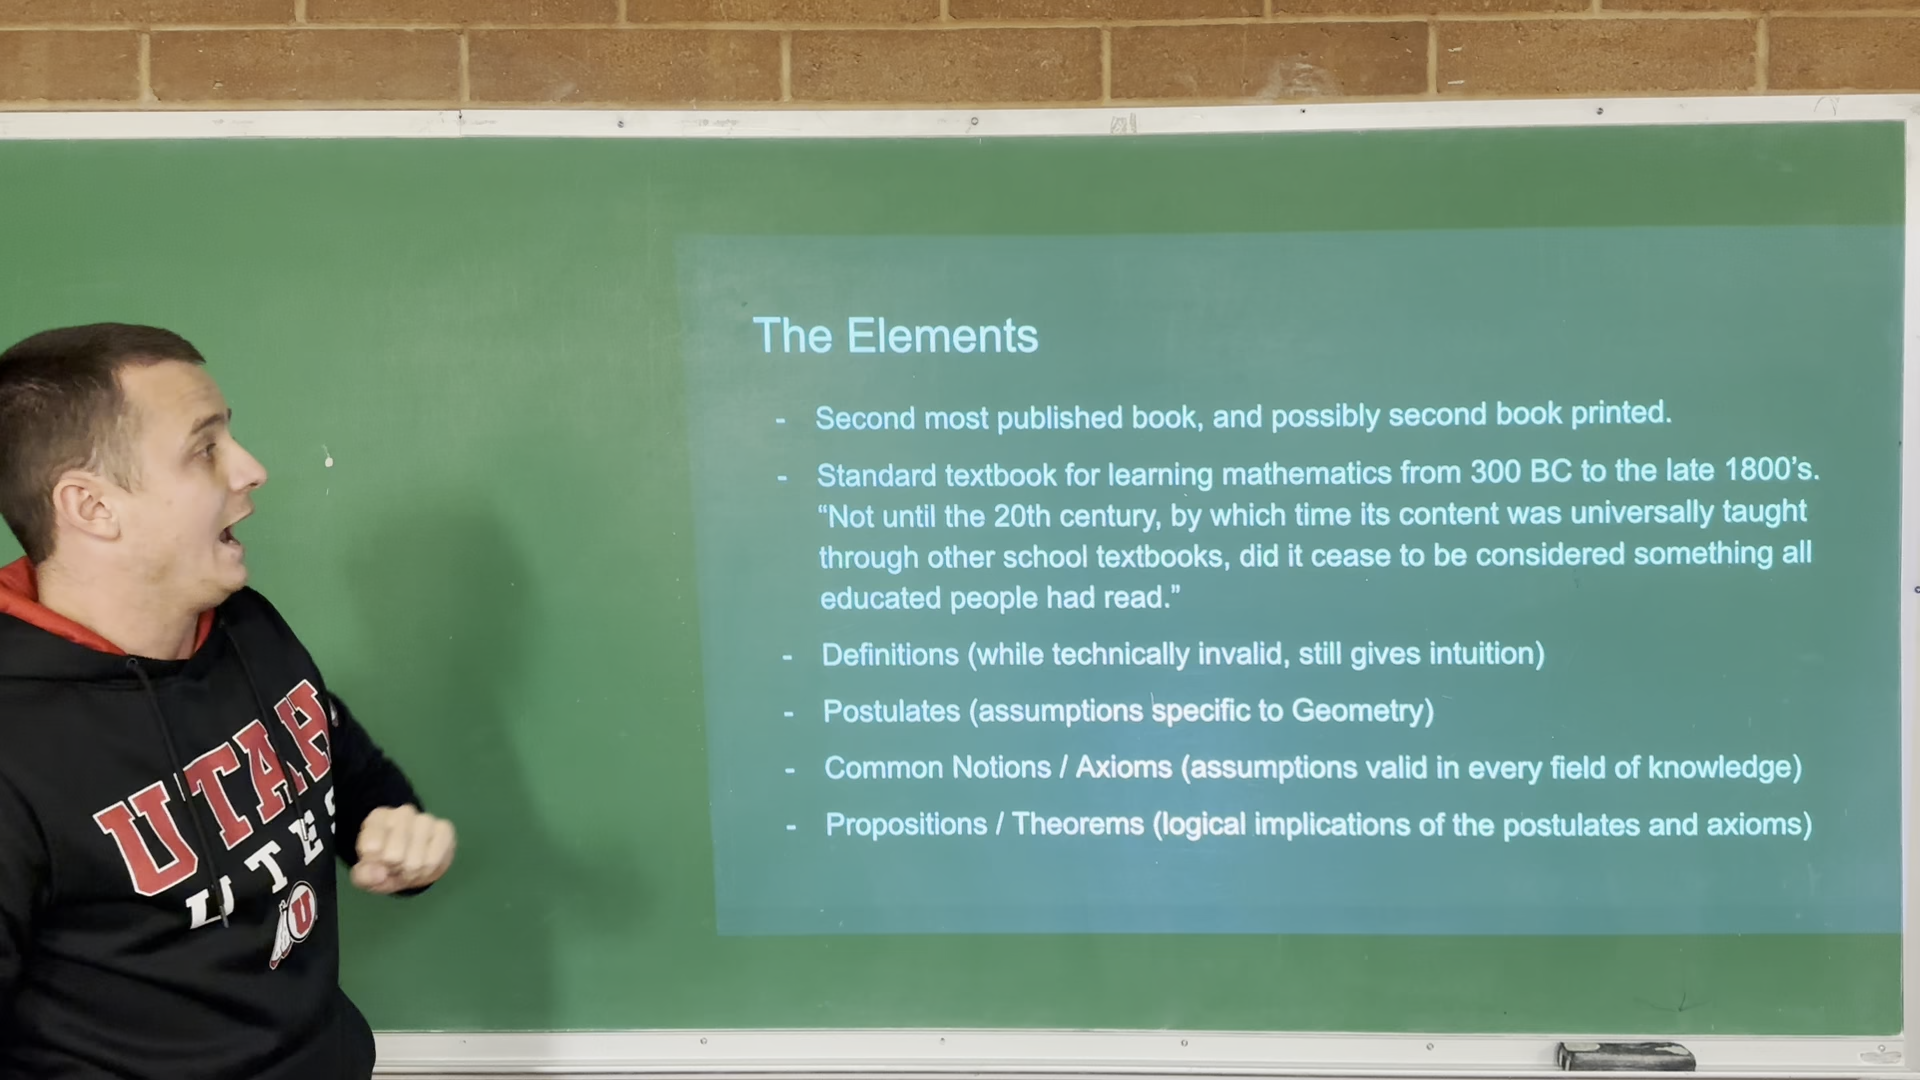 The Elements
- Second most published book, and possibly second book printed.
- Standard textbook for learning mathematics from 300 BC to the late 1800's.
“Not until the 20th century, by which time its content was universally taught
through other school textbooks, did it cease to be considered something all
educated people had read.”
- Definitions (while technically invalid, still gives intuition)
- Postulates (assumptions specific to Geometry)
- Common Notions / Axioms (assumptions valid in every field of knowledge)
- Propositions / Theorems (logical implications of the postulates and axioms)
UTAH
UTES
U